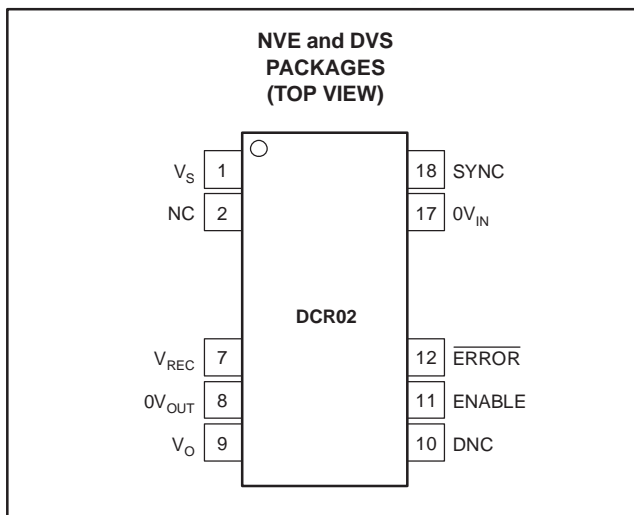 NVE and DVS
PACKAGES
(TOP VIEW)
V_S 1 18 SYNC
NC 2 17 0V_IN
DCR02
V_REC 7 12 E̅R̅R̅O̅R̅
0V_OUT 8 11 ENABLE
V_O 9 10 DNC